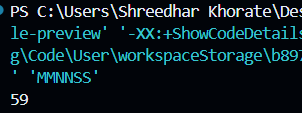 PS C:\Users\Shreedhar Khorate\Des
le-preview' '-XX:+ShowCodeDetails
g\Code\User\workspaceStorage\b897
' 'MMNNSS'
59